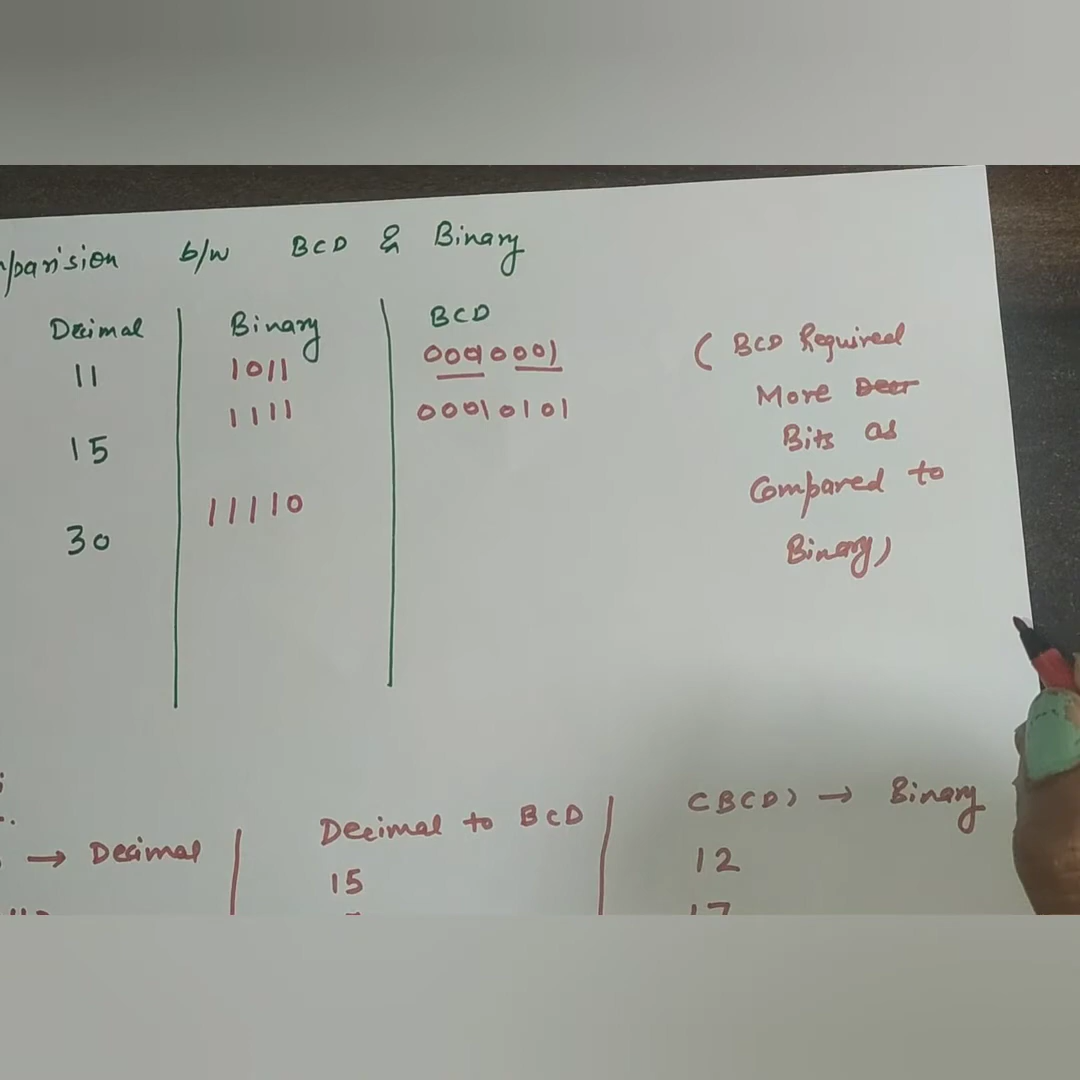 parision b/w BCD & Binary
Decimal Binary BCD
11 1011 00010001
15 1111 00010101
30 11110
( BCD Required
More
Bits as
Compared to
Binary)
→ Decimal Decimal to BCD (BCD) → Binary
15 12
17